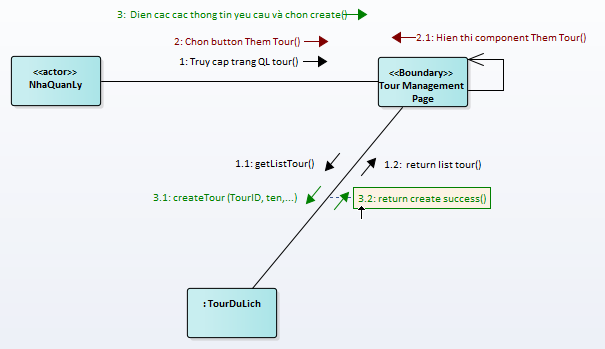 3: Dien cac cac thong tin yeu cau và chon create()
2: Chon button Them Tour()
2.1: Hien thi component Them Tour()
1: Truy cap trang QL tour()
<<actor>>
NhaQuanLy
<<Boundary>>
Tour Management
Page
1.1: getListTour()
1.2: return list tour()
3.1: createTour (TourID, ten,...)
3.2: return create success()
:TourDuLich